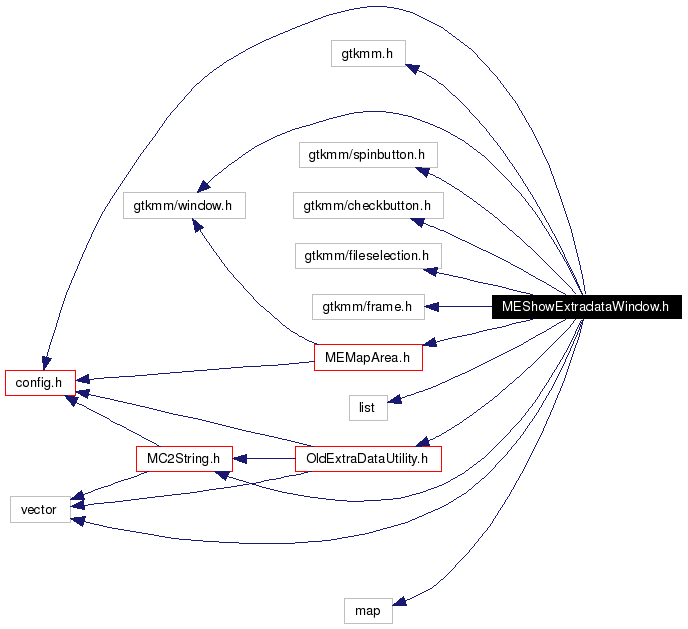 gtkmm.h
gtkmm/spinbutton.h
gtkmm/window.h
gtkmm/checkbutton.h
gtkmm/fileselection.h
gtkmm/frame.h
MEShowExtradataWindow.h
MEMapArea.h
config.h
list
MC2String.h
OldExtraDataUtility.h
vector
map